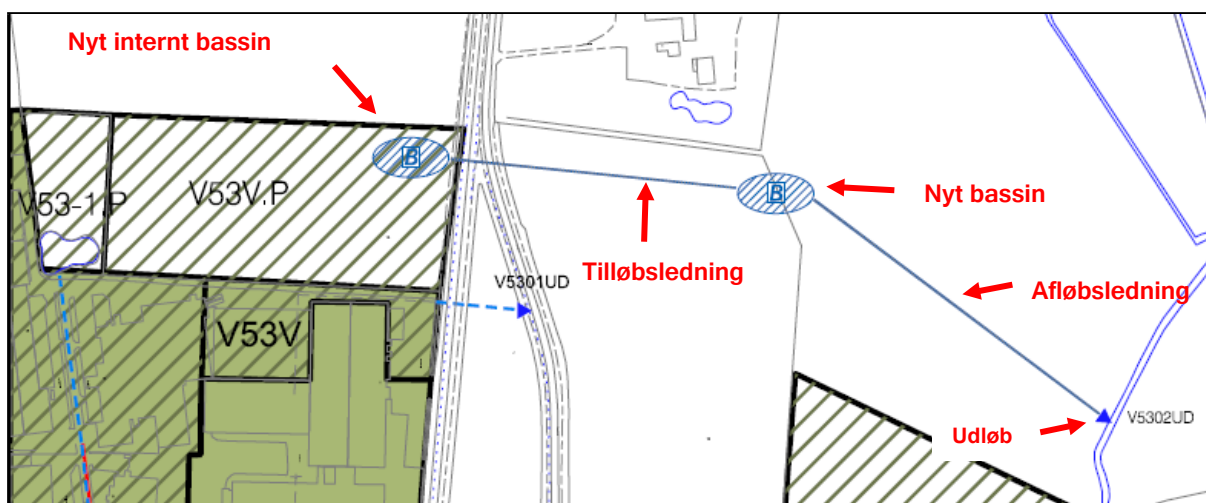 Nyt internt bassin
B
V53-1.P
V53V.P
B
Nyt bassin
Tilløbsledning
V5301UD
Afløbsledning
V53V
V5302UD
Udløb